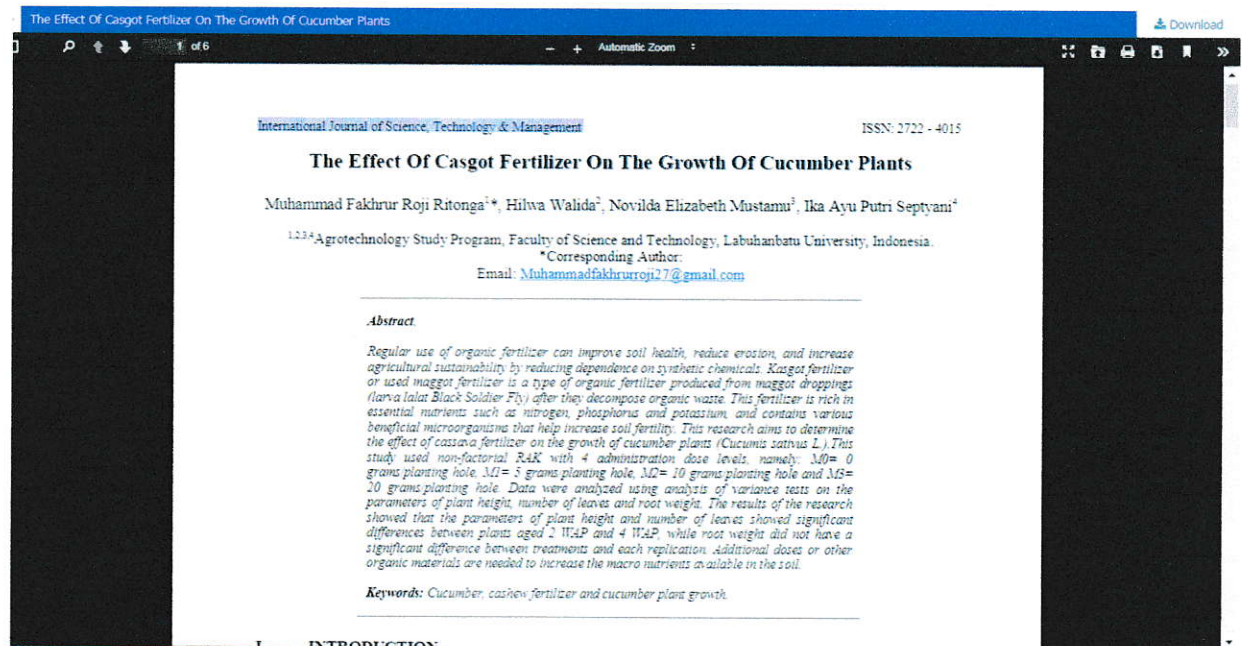 The Effect Of Casgot Fertilizer On The Growth Of Cucumber Plants
Download
1 of 6
Automatic Zoom
International Journal of Science, Technology & Management ISSN: 2722 - 4015
The Effect Of Casgot Fertilizer On The Growth Of Cucumber Plants
Muhammad Fakhrur Roji Ritonga1*, Hilwa Walida2, Novilda Elizabeth Mustamu3, Ika Ayu Putri Septyani4
1,2,3,4Agrotechnology Study Program, Faculty of Science and Technology, Labuhanbatu University, Indonesia.
*Corresponding Author:
Email: Muhammadfakhrurroji27@gmail.com
Abstract.
Regular use of organic fertilizer can improve soil health, reduce erosion, and increase
agricultural sustainability by reducing dependence on synthetic chemicals. Kasgot fertilizer
or used maggot fertilizer is a type of organic fertilizer produced from maggot droppings
(larva lalat Black Soldier Fly) after they decompose organic waste. This fertilizer is rich in
essential nutrients such as nitrogen, phosphorus and potassium, and contains various
beneficial microorganisms that help increase soil fertility. This research aims to determine
the effect of cassava fertilizer on the growth of cucumber plants (Cucumis sativus L.).This
study used non-factorial RAK with 4 administration dose levels, namely: M0= 0
grams/planting hole, M1= 5 grams/planting hole, M2= 10 grams/planting hole and M3=
20 grams/planting hole. Data were analyzed using analysis of variance tests on the
parameters of plant height, number of leaves and root weight. The results of the research
showed that the parameters of plant height and number of leaves showed significant
differences between plants aged 2 WAP and 4 WAP, while root weight did not have a
significant difference between treatments and each replication. Additional doses or other
organic materials are needed to increase the macro nutrients available in the soil.
Keywords: Cucumber, cashew fertilizer and cucumber plant growth.
I. INTRODUCTION